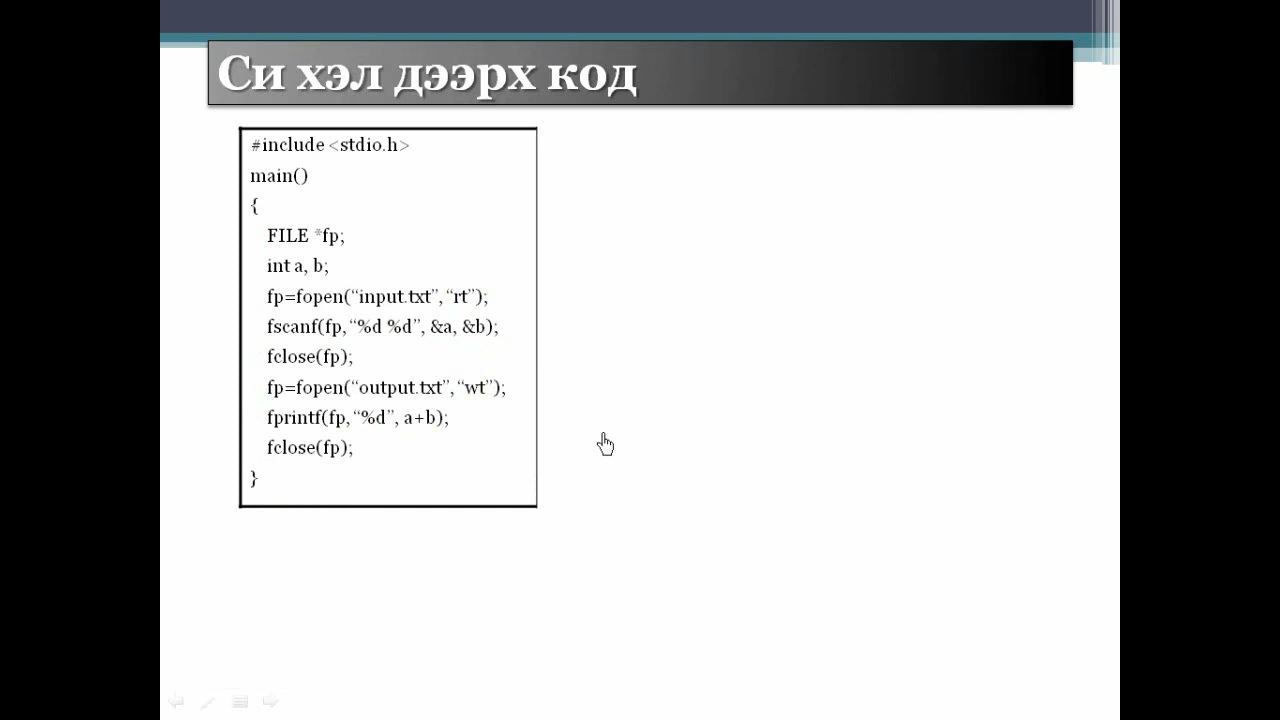 Си хэл дээрх код
#include <stdio.h>
main()
{
FILE *fp;
int a, b;
fp=fopen(“input.txt”, “rt”);
fscanf(fp, “%d %d”, &a, &b);
fclose(fp);
fp=fopen(“output.txt”, “wt”);
fprintf(fp, “%d”, a+b);
fclose(fp);
}